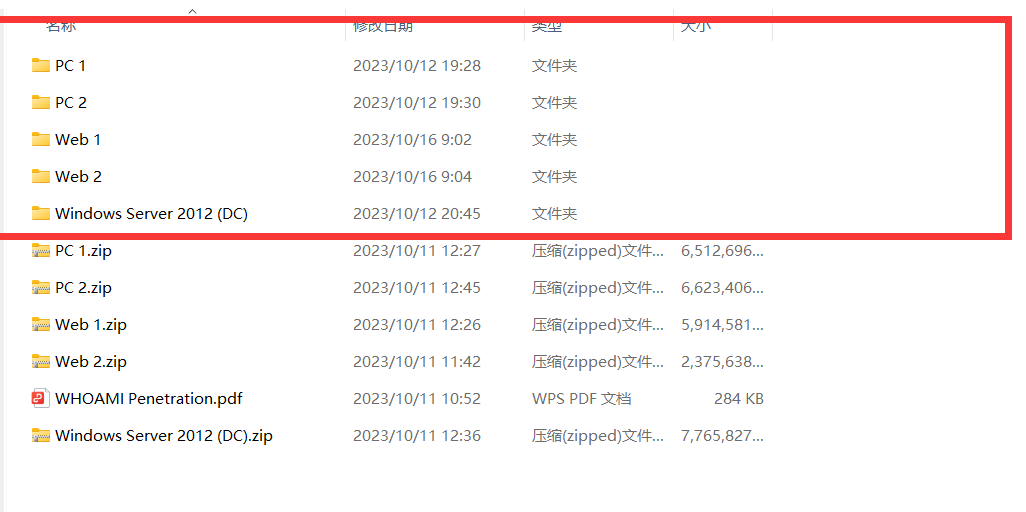 名称 修改日期 类型 大小
PC 1 2023/10/12 19:28 文件夹
PC 2 2023/10/12 19:30 文件夹
Web 1 2023/10/16 9:02 文件夹
Web 2 2023/10/16 9:04 文件夹
Windows Server 2012 (DC) 2023/10/12 20:45 文件夹
PC 1.zip 2023/10/11 12:27 压缩(zipped)文件... 6,512,696...
PC 2.zip 2023/10/11 12:45 压缩(zipped)文件... 6,623,406...
Web 1.zip 2023/10/11 12:26 压缩(zipped)文件... 5,914,581...
Web 2.zip 2023/10/11 11:42 压缩(zipped)文件... 2,375,638...
WHOAMI Penetration.pdf 2023/10/11 10:52 WPS PDF 文档 284 KB
Windows Server 2012 (DC).zip 2023/10/11 12:36 压缩(zipped)文件... 7,765,827...